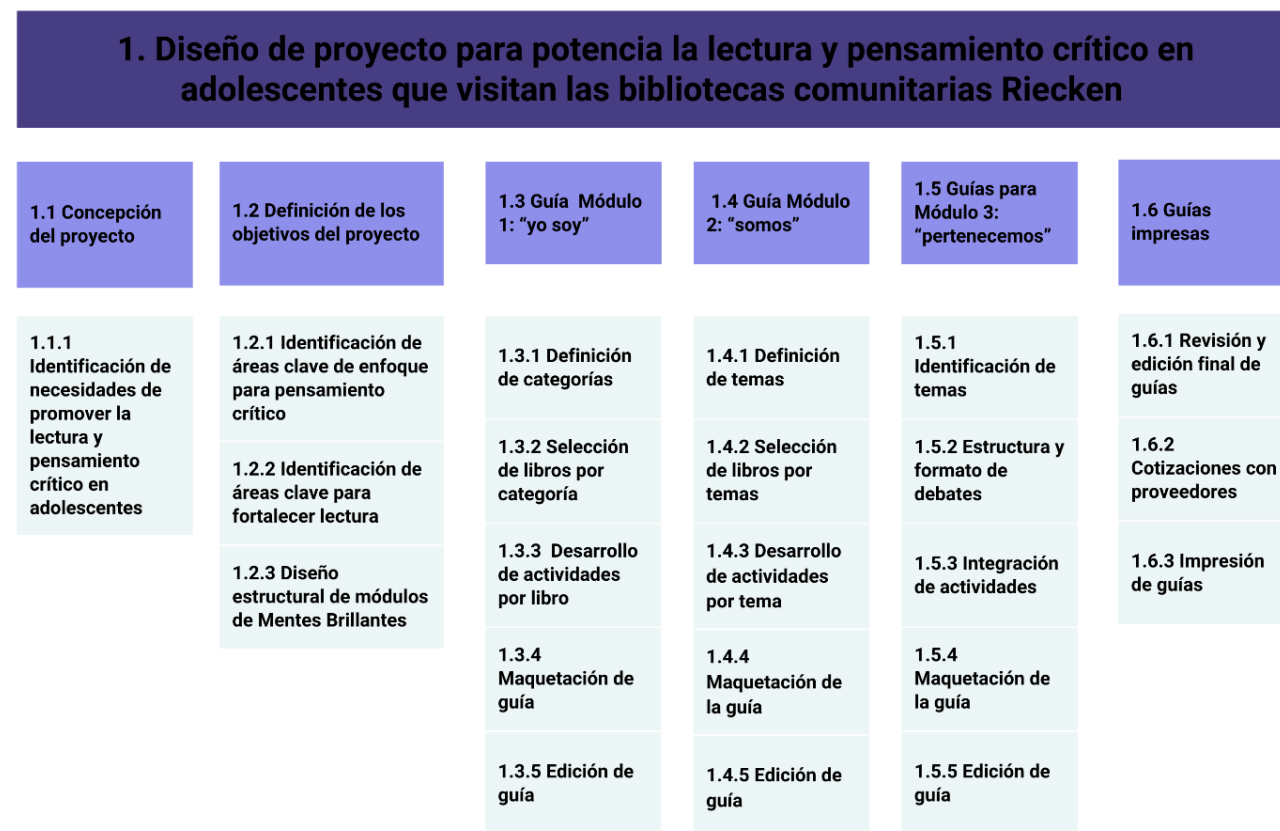 1. Diseño de proyecto para potencia la lectura y pensamiento crítico en
adolescentes que visitan las bibliotecas comunitarias Riecken
1.1 Concepción
del proyecto
1.1.1
Identificación de
necesidades de
promover la
lectura y
pensamiento
crítico en
adolescentes
1.2 Definición de los
objetivos del proyecto
1.2.1 Identificación de
áreas clave de enfoque
para pensamiento
crítico
1.2.2 Identificación de
áreas clave para
fortalecer lectura
1.2.3 Diseño
estructural de módulos
de Mentes Brillantes
1.3 Guía Módulo
1: “yo soy”
1.3.1 Definición
de categorías
1.3.2 Selección
de libros por
categoría
1.3.3 Desarrollo
de actividades
por libro
1.3.4
Maquetación de
guía
1.3.5 Edición de
guía
1.4 Guía Módulo
2: “somos”
1.4.1 Definición
de temas
1.4.2 Selección
de libros por
temas
1.4.3 Desarrollo
de actividades
por tema
1.4.4
Maquetación de
la guía
1.4.5 Edición de
guía
1.5 Guías para
Módulo 3:
“pertenecemos”
1.5.1
Identificación de
temas
1.5.2 Estructura y
formato de
debates
1.5.3 Integración
de actividades
1.5.4
Maquetación de
la guía
1.5.5 Edición de
guía
1.6 Guías
impresas
1.6.1 Revisión y
edición final de
guías
1.6.2
Cotizaciones con
proveedores
1.6.3 Impresión
de guías